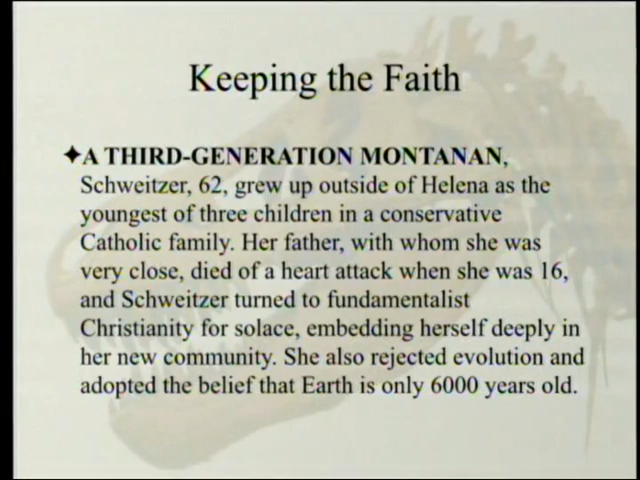 Keeping the Faith
✦A THIRD-GENERATION MONTANAN,
Schweitzer, 62, grew up outside of Helena as the
youngest of three children in a conservative
Catholic family. Her father, with whom she was
very close, died of a heart attack when she was 16,
and Schweitzer turned to fundamentalist
Christianity for solace, embedding herself deeply in
her new community. She also rejected evolution and
adopted the belief that Earth is only 6000 years old.